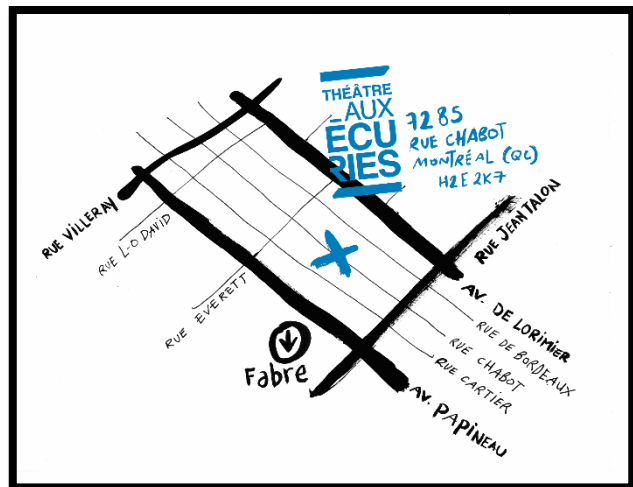 THÉÂTRE
AUX
ÉCU
RIES
7285
RUE CHABOT
MONTRÉAL (QC)
H2E 2K7
RUE VILLERAY
RUE L-O DAVID
RUE EVERETT
RUE JEAN TALON
AV. DE LORIMIER
RUE DE BORDEAUX
RUE CHABOT
RUE CARTIER
AV. PAPINEAU
Fabre